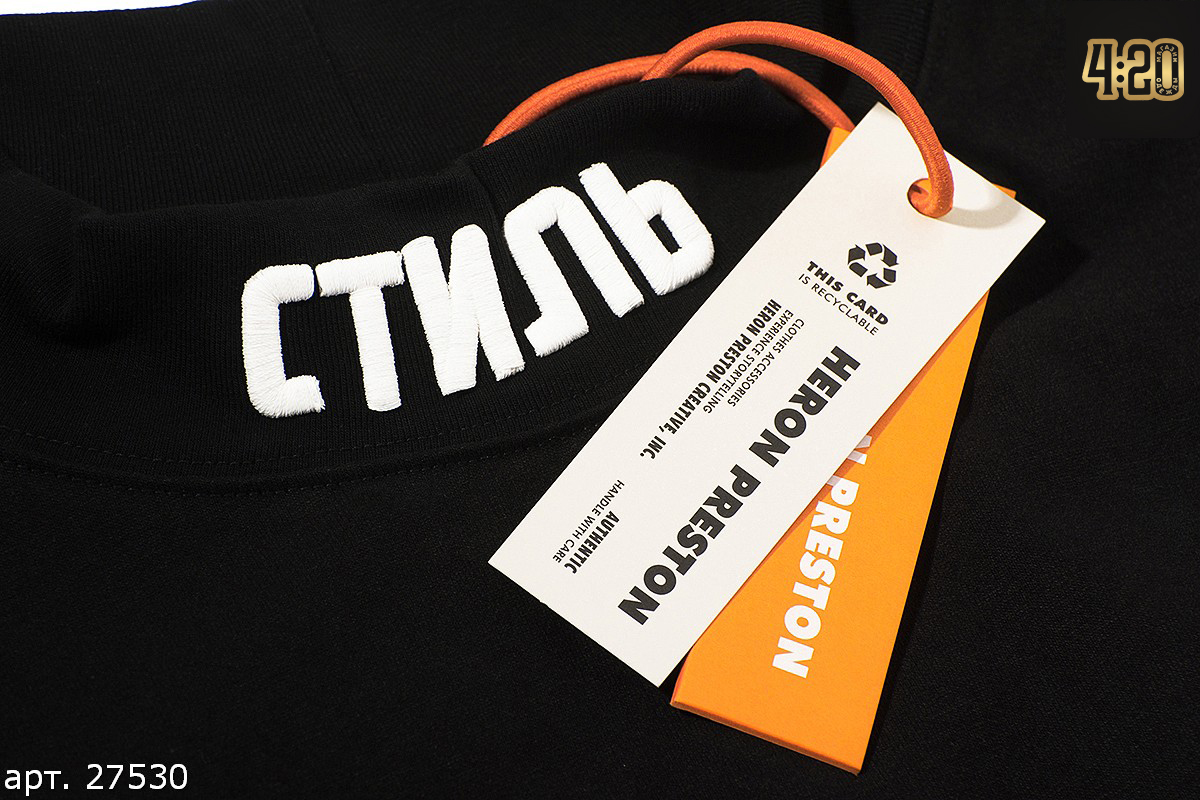 4:20
СТИЛЬ
THIS CARD
IS RECYCLABLE
HERON PRESTON
CLOTHES ACCESSORIES
EXPERIENCE STORYTELLING
HERON PRESTON CREATIVE, INC.
AUTHENTIC
HANDLE WITH CARE
PRESTON
арт. 27530